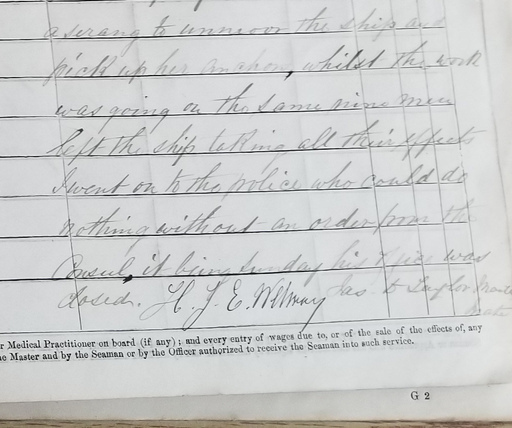 a serang to unmoor the ship and
pick up her anchor, whilst the work
was going on the same nine men
left the ship taking all their effects
I went on to the police who could do
nothing without an order from the
Consul, it being Sunday his office was
closed. H. J. E. Jas. Taylor
r Medical Practitioner on board (if any); and every entry of wages due to, or of the sale of the effects of, any
e Master and by the Seaman or by the Officer authorized to receive the Seaman into such service.
G 2